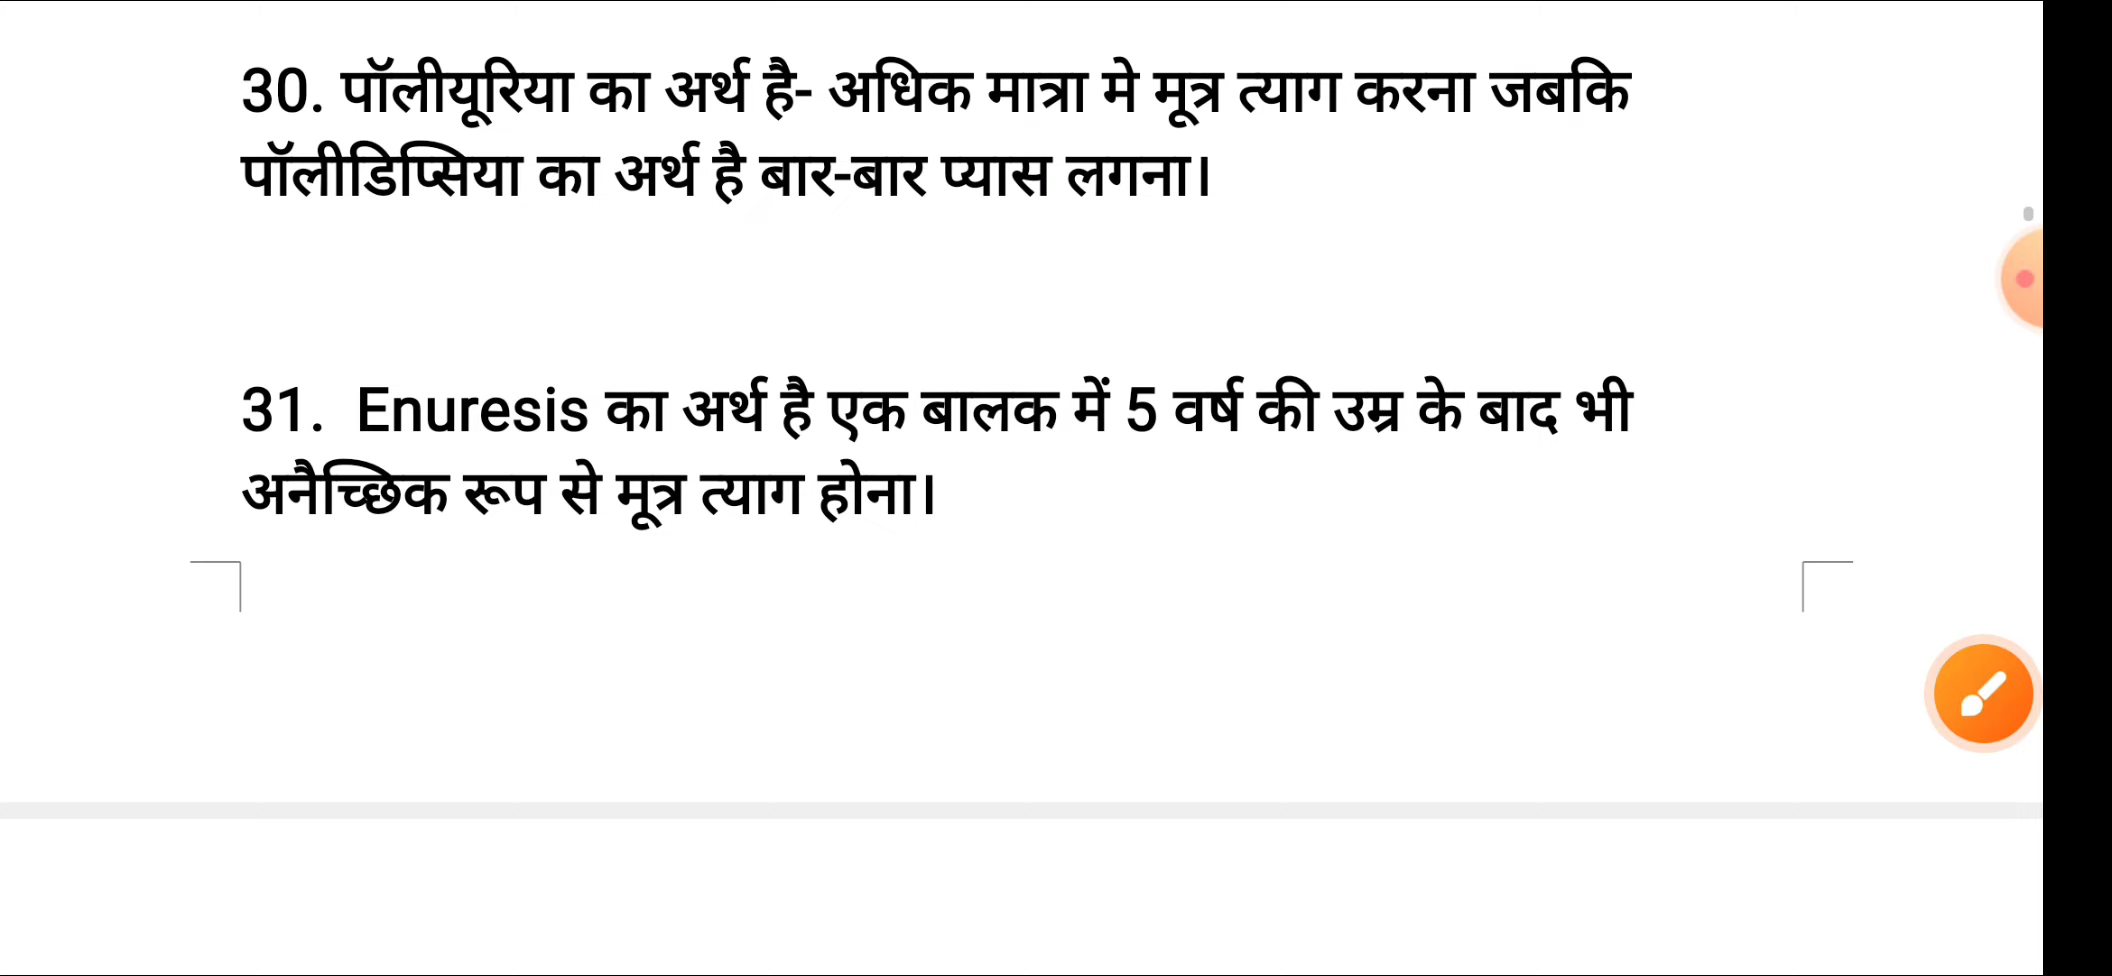 30. पॉलीयूरिया का अर्थ है- अधिक मात्रा मे मूत्र त्याग करना जबकि
पॉलीडिप्सिया का अर्थ है बार-बार प्यास लगना।
31. Enuresis का अर्थ है एक बालक में 5 वर्ष की उम्र के बाद भी
अनैच्छिक रूप से मूत्र त्याग होना।